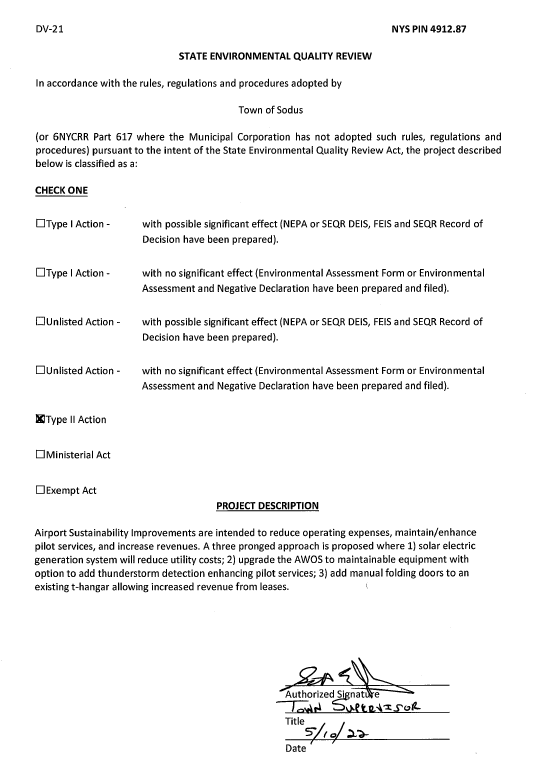 DV-21 NYS PIN 4912.87
STATE ENVIRONMENTAL QUALITY REVIEW
In accordance with the rules, regulations and procedures adopted by
Town of Sodus
(or 6NYCRR Part 617 where the Municipal Corporation has not adopted such rules, regulations and
procedures) pursuant to the intent of the State Environmental Quality Review Act, the project described
below is classified as a:
CHECK ONE
☐Type I Action - with possible significant effect (NEPA or SEQR DEIS, FEIS and SEQR Record of
Decision have been prepared).
☐Type I Action - with no significant effect (Environmental Assessment Form or Environmental
Assessment and Negative Declaration have been prepared and filed).
☐Unlisted Action - with possible significant effect (NEPA or SEQR DEIS, FEIS and SEQR Record of
Decision have been prepared).
☐Unlisted Action - with no significant effect (Environmental Assessment Form or Environmental
Assessment and Negative Declaration have been prepared and filed).
☒Type II Action
☐Ministerial Act
☐Exempt Act
PROJECT DESCRIPTION
Airport Sustainability Improvements are intended to reduce operating expenses, maintain/enhance
pilot services, and increase revenues. A three pronged approach is proposed where 1) solar electric
generation system will reduce utility costs; 2) upgrade the AWOS to maintainable equipment with
option to add thunderstorm detection enhancing pilot services; 3) add manual folding doors to an
existing t-hangar allowing increased revenue from leases.
Authorized Signature
TOWN SUPERVISOR
Title
5/10/22
Date